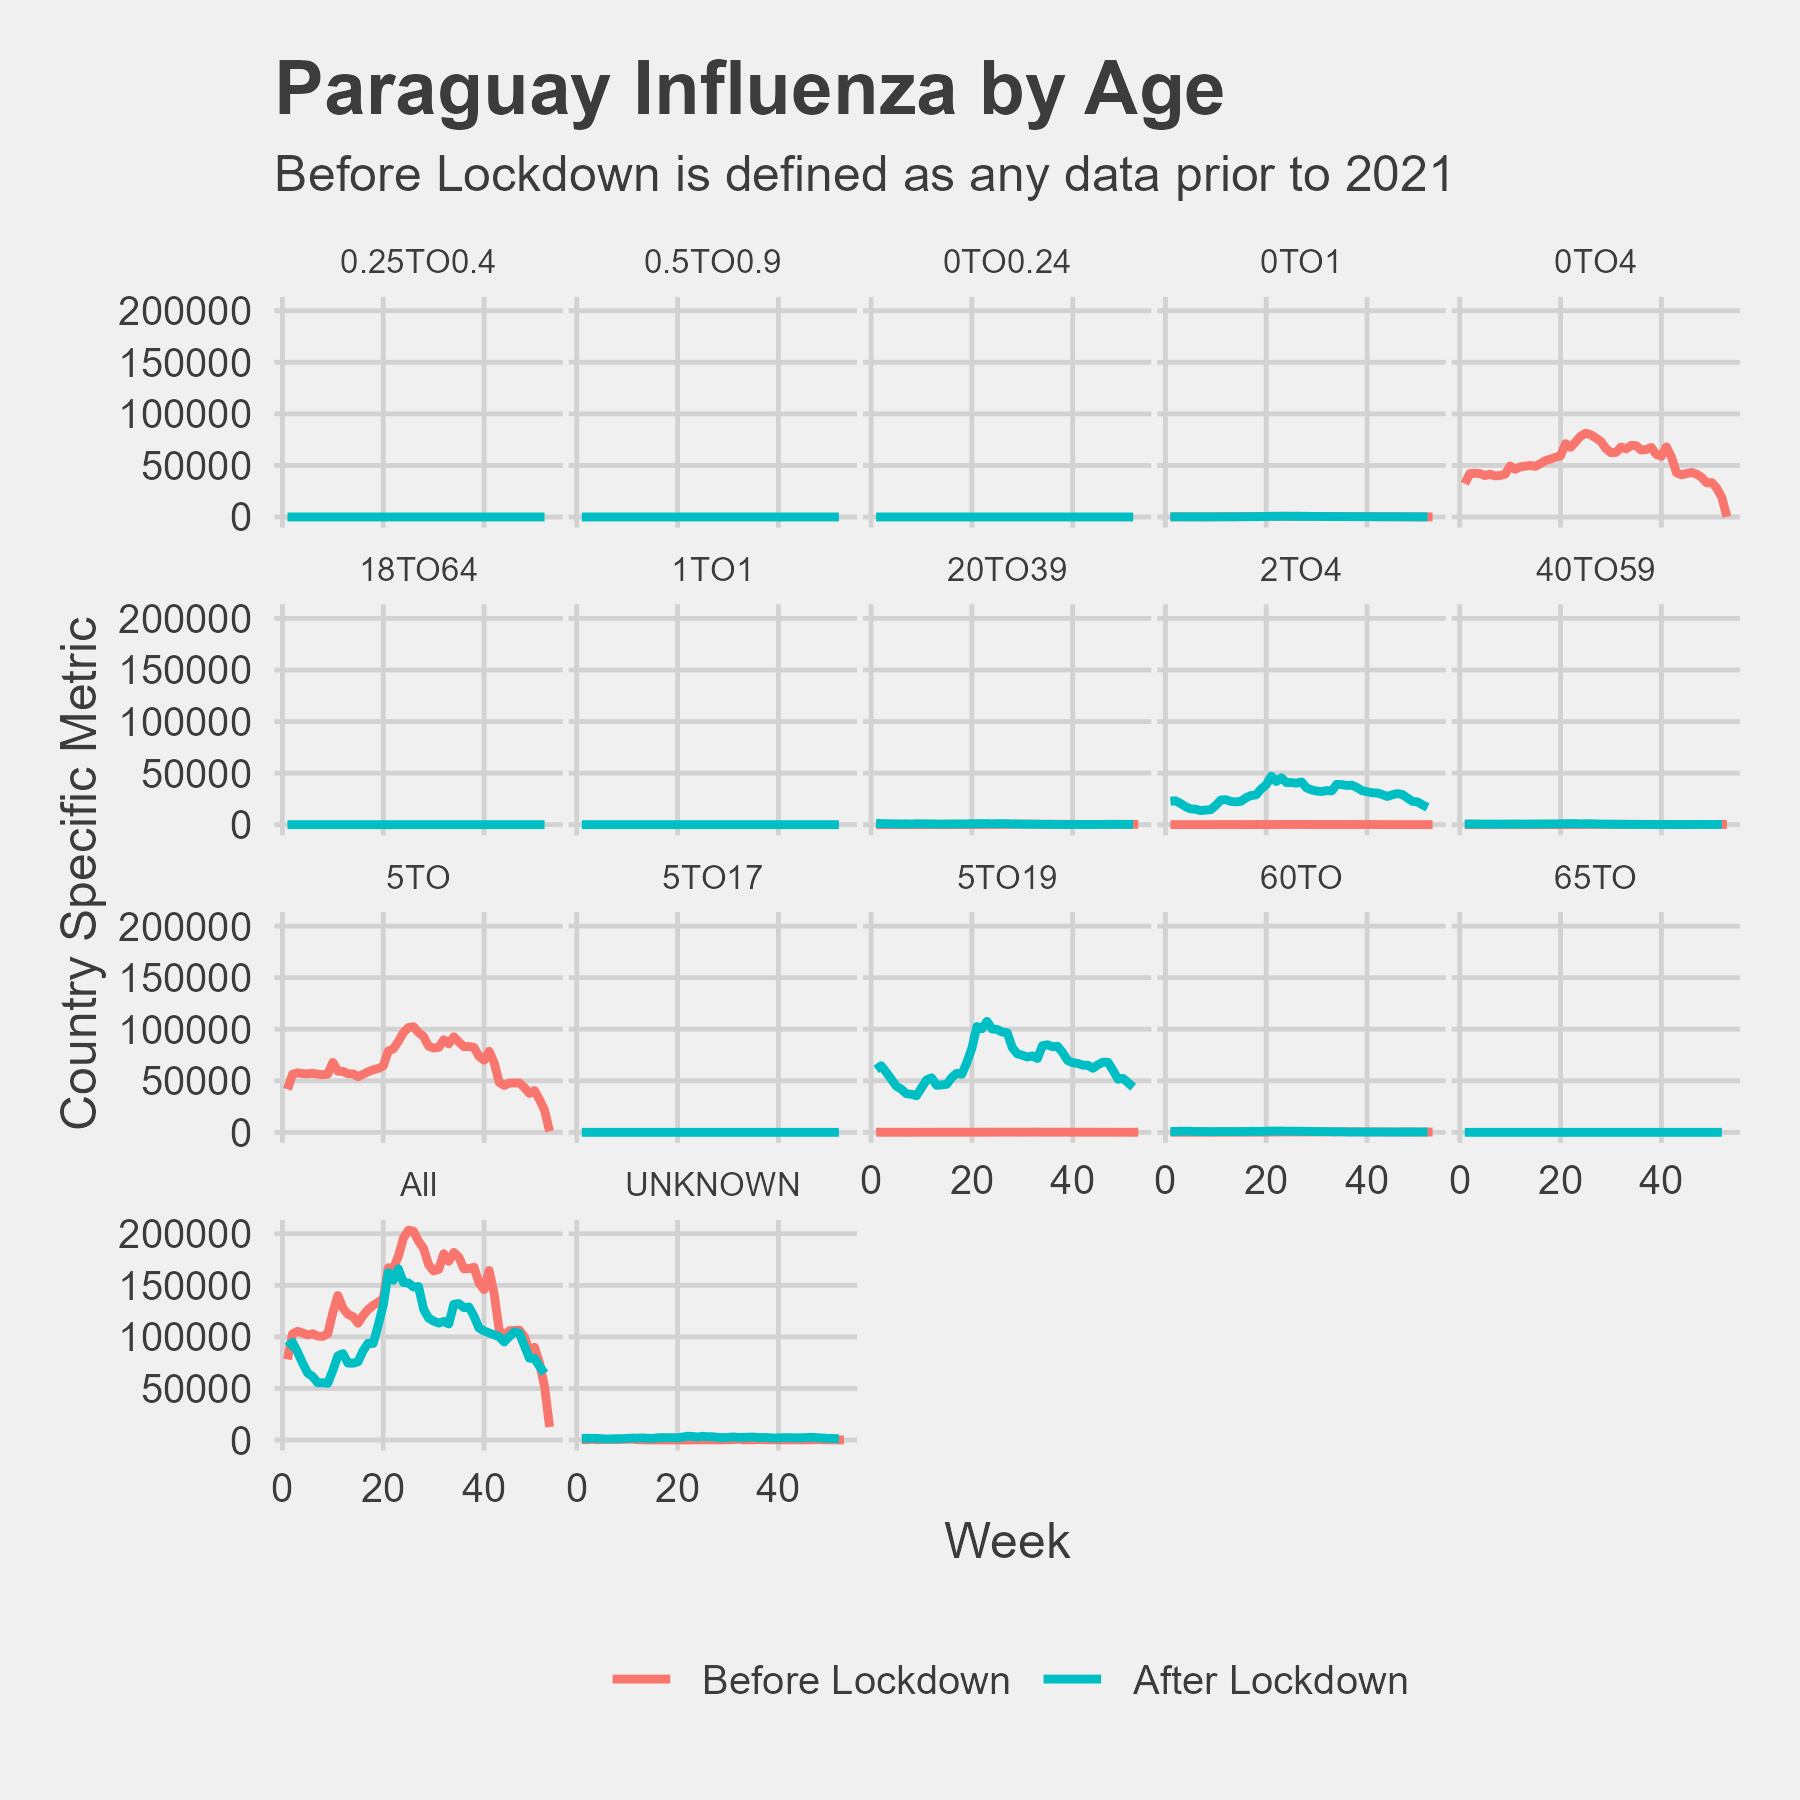 Paraguay Influenza by Age
Before Lockdown is defined as any data prior to 2021
0.25TO0.4 0.5TO0.9 0TO0.24 0TO1 0TO4
200000
150000
100000
50000
0
18TO64 1TO1 20TO39 2TO4 40TO59
200000
150000
100000
50000
0
Country Specific Metric
5TO 5TO17 5TO19 60TO 65TO
200000
150000
100000
50000
0
0 20 40 0 20 40 0 20 40
All UNKNOWN
200000
150000
100000
50000
0
0 20 40 0 20 40
Week
Before Lockdown After Lockdown